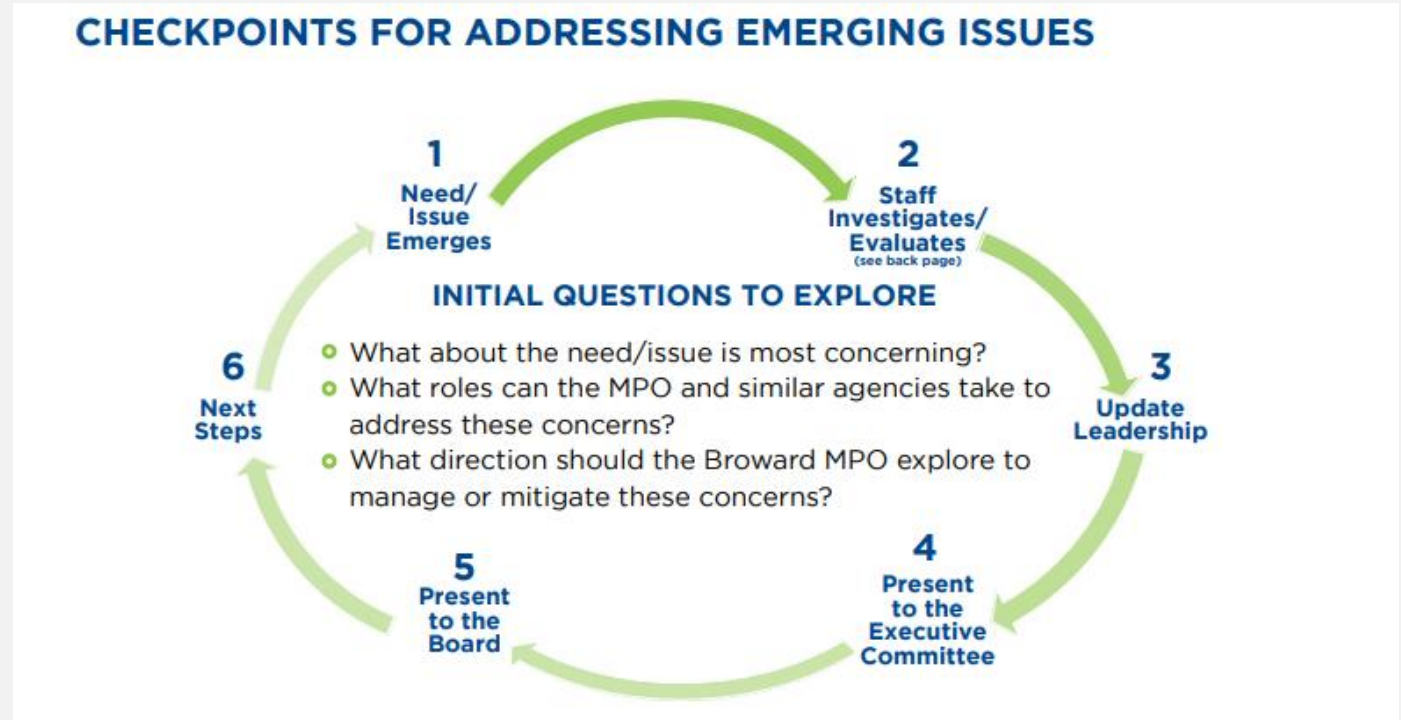 CHECKPOINTS FOR ADDRESSING EMERGING ISSUES
1
Need/
Issue
Emerges
2
Staff
Investigates/
Evaluates
(see back page)
INITIAL QUESTIONS TO EXPLORE
What about the need/issue is most concerning?
What roles can the MPO and similar agencies take to
address these concerns?
What direction should the Broward MPO explore to
manage or mitigate these concerns?
3
Update
Leadership
4
Present
to the
Executive
Committee
5
Present
to the
Board
6
Next
Steps